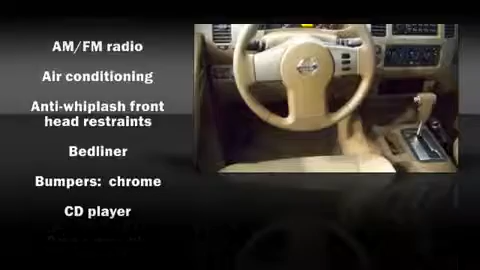 AM/FM radio
Air conditioning
Anti-whiplash front
head restraints
Bedliner
Bumpers: chrome
CD player